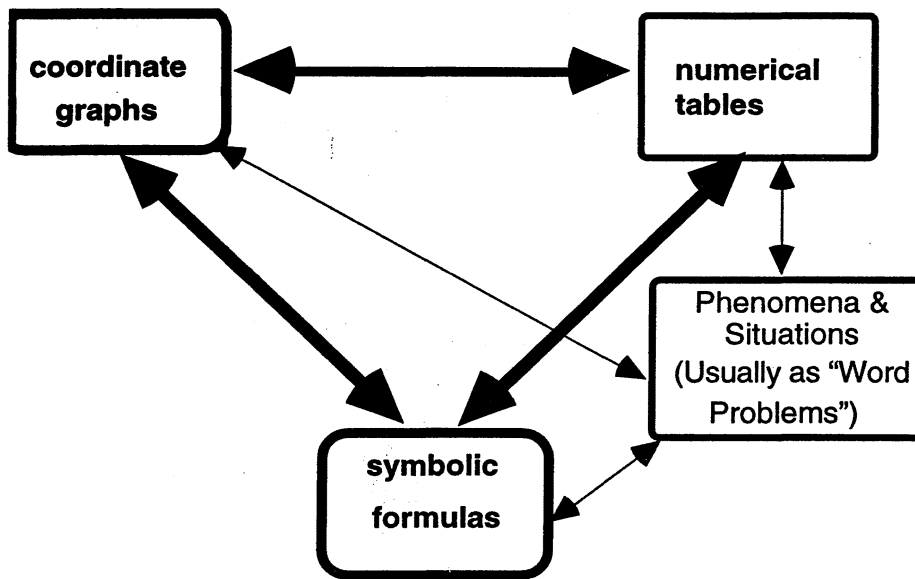 coordinate
graphs
numerical
tables
Phenomena &
Situations
(Usually as “Word
Problems”)
symbolic
formulas